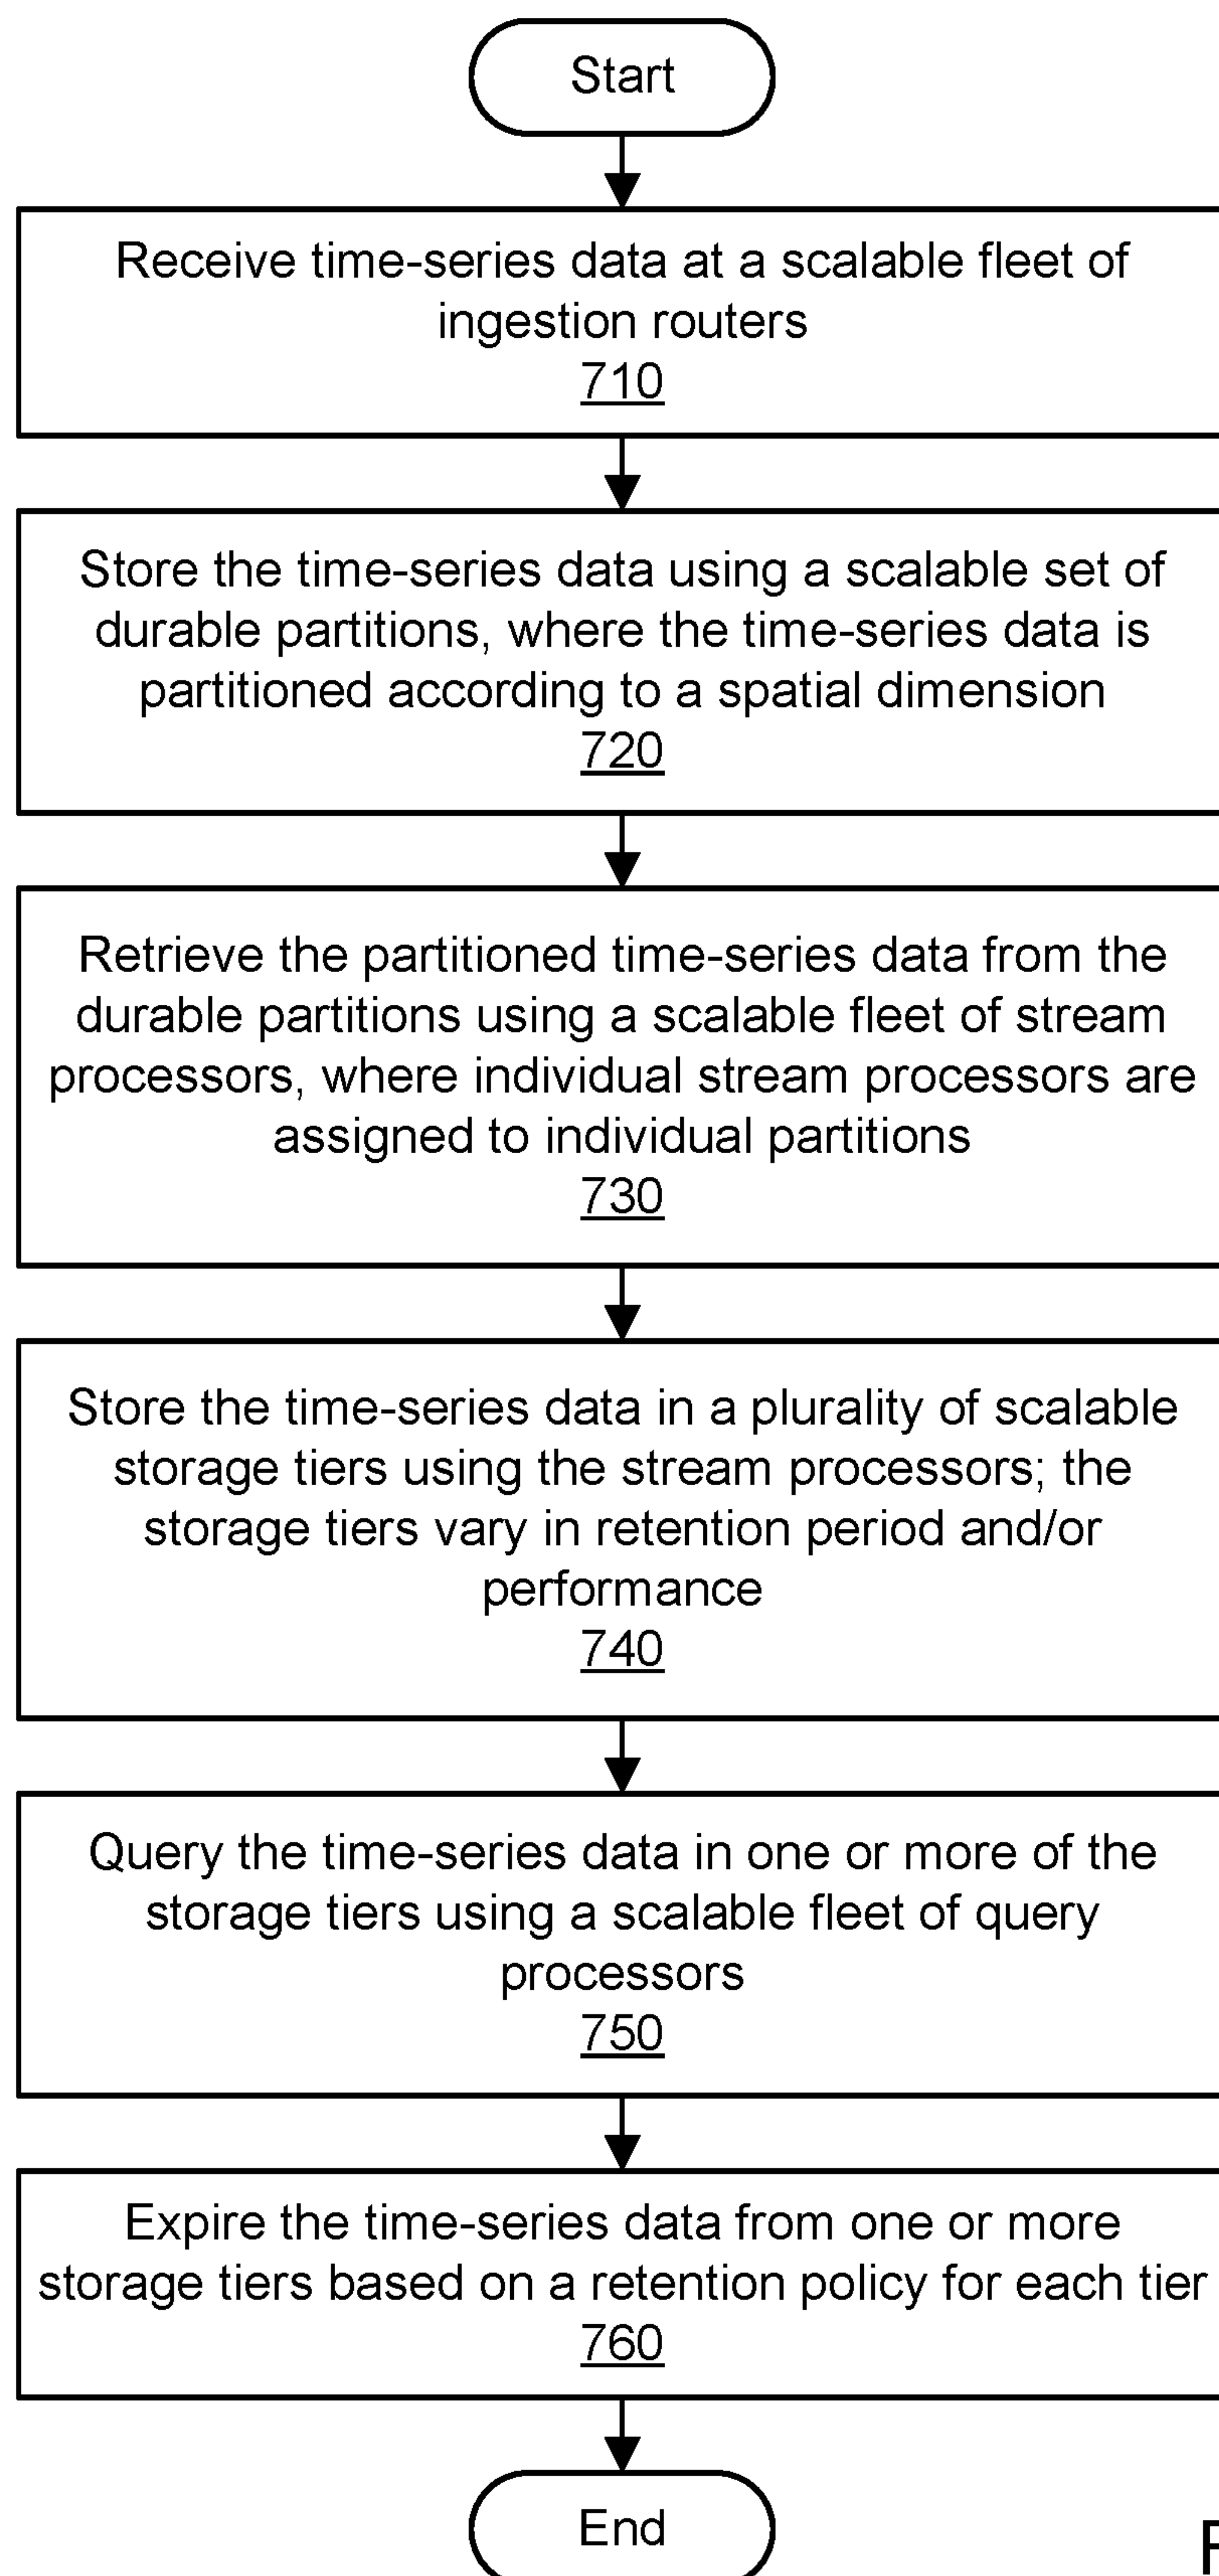 Start
Receive time-series data at a scalable fleet of
ingestion routers
710
Store the time-series data using a scalable set of
durable partitions, where the time-series data is
partitioned according to a spatial dimension
720
Retrieve the partitioned time-series data from the
durable partitions using a scalable fleet of stream
processors, where individual stream processors are
assigned to individual partitions
730
Store the time-series data in a plurality of scalable
storage tiers using the stream processors; the
storage tiers vary in retention period and/or
performance
740
Query the time-series data in one or more of the
storage tiers using a scalable fleet of query
processors
750
Expire the time-series data from one or more
storage tiers based on a retention policy for each tier
760
End